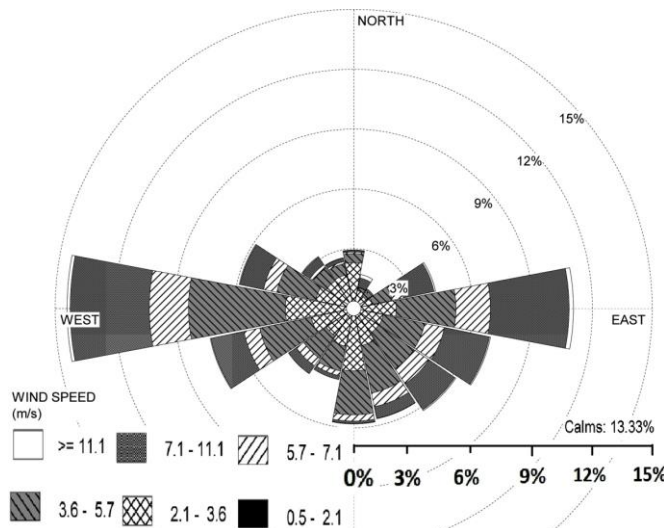 NORTH
15%
12%
9%
6%
3%
WEST
EAST
WIND SPEED
(m/s)
Calms: 13.33%
>= 11.1
7.1 - 11.1
5.7 - 7.1
0% 3% 6% 9% 12% 15%
3.6 - 5.7
2.1 - 3.6
0.5 - 2.1